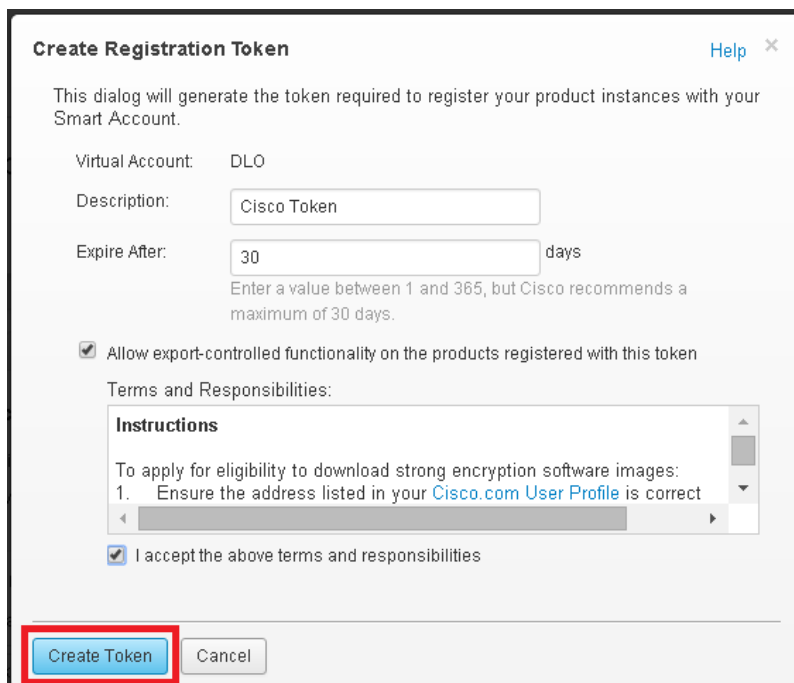 Create Registration Token
Help ×
This dialog will generate the token required to register your product instances with your
Smart Account.
Virtual Account: DLO
Description: Cisco Token
Expire After: 30 days
Enter a value between 1 and 365, but Cisco recommends a
maximum of 30 days.
Allow export-controlled functionality on the products registered with this token
Terms and Responsibilities:
Instructions
To apply for eligibility to download strong encryption software images:
1. Ensure the address listed in your Cisco.com User Profile is correct
I accept the above terms and responsibilities
Create Token Cancel